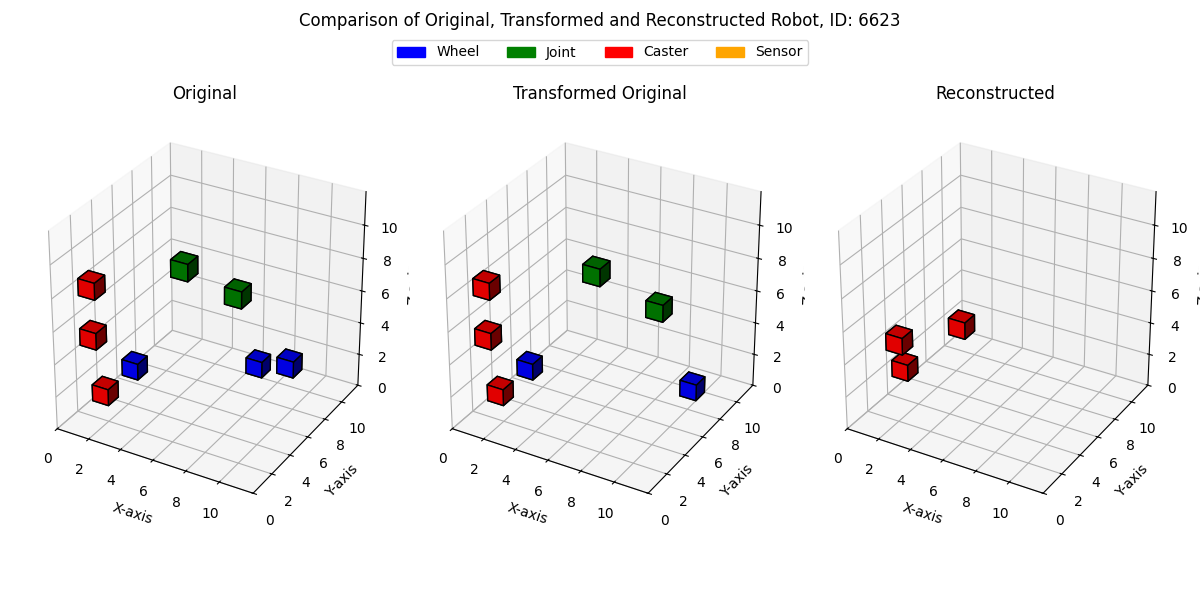 Comparison of Original, Transformed and Reconstructed Robot, ID: 6623
Wheel Joint Caster Sensor
Original
Transformed Original
Reconstructed
0 2 4 6 8 10
X-axis
0 2 4 6 8 10
Y-axis
0 2 4 6 8 10
0 2 4 6 8 10
X-axis
0 2 4 6 8 10
Y-axis
0 2 4 6 8 10
0 2 4 6 8 10
X-axis
0 2 4 6 8 10
Y-axis
0 2 4 6 8 10